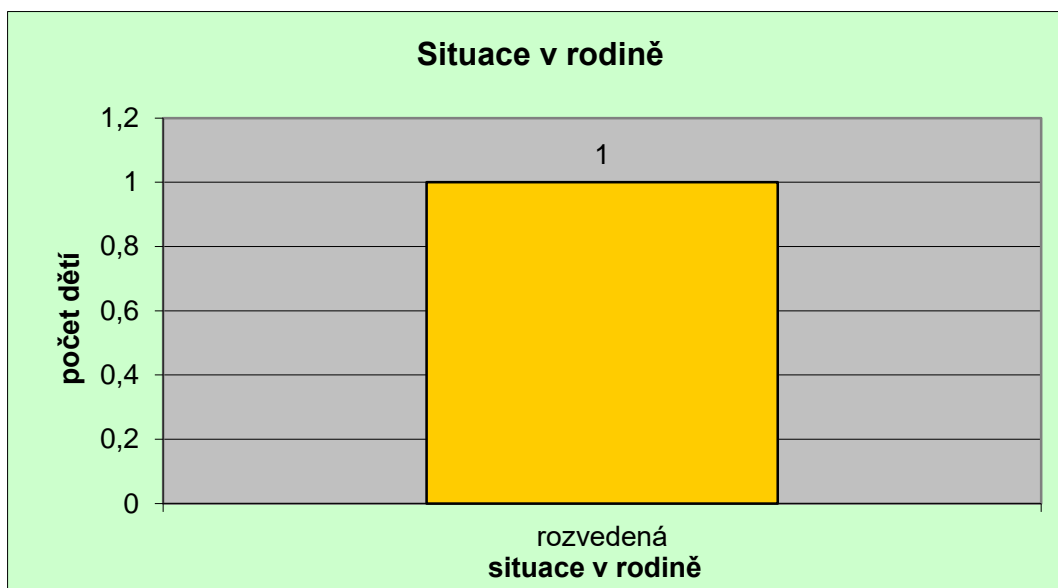 Situace v rodině
1,2
1
1
0,8
0,6
0,4
0,2
0
počet dětí
rozvedená
situace v rodině